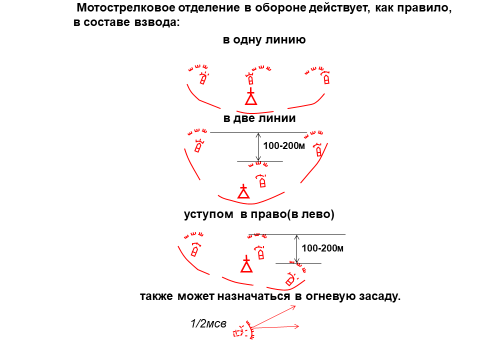 Мотострелковое отделение в обороне действует, как правило,
в составе взвода:
в одну линию
в две линии
100-200м
уступом в право(в лево)
100-200м
также может назначаться в огневую засаду.
1/2мсв